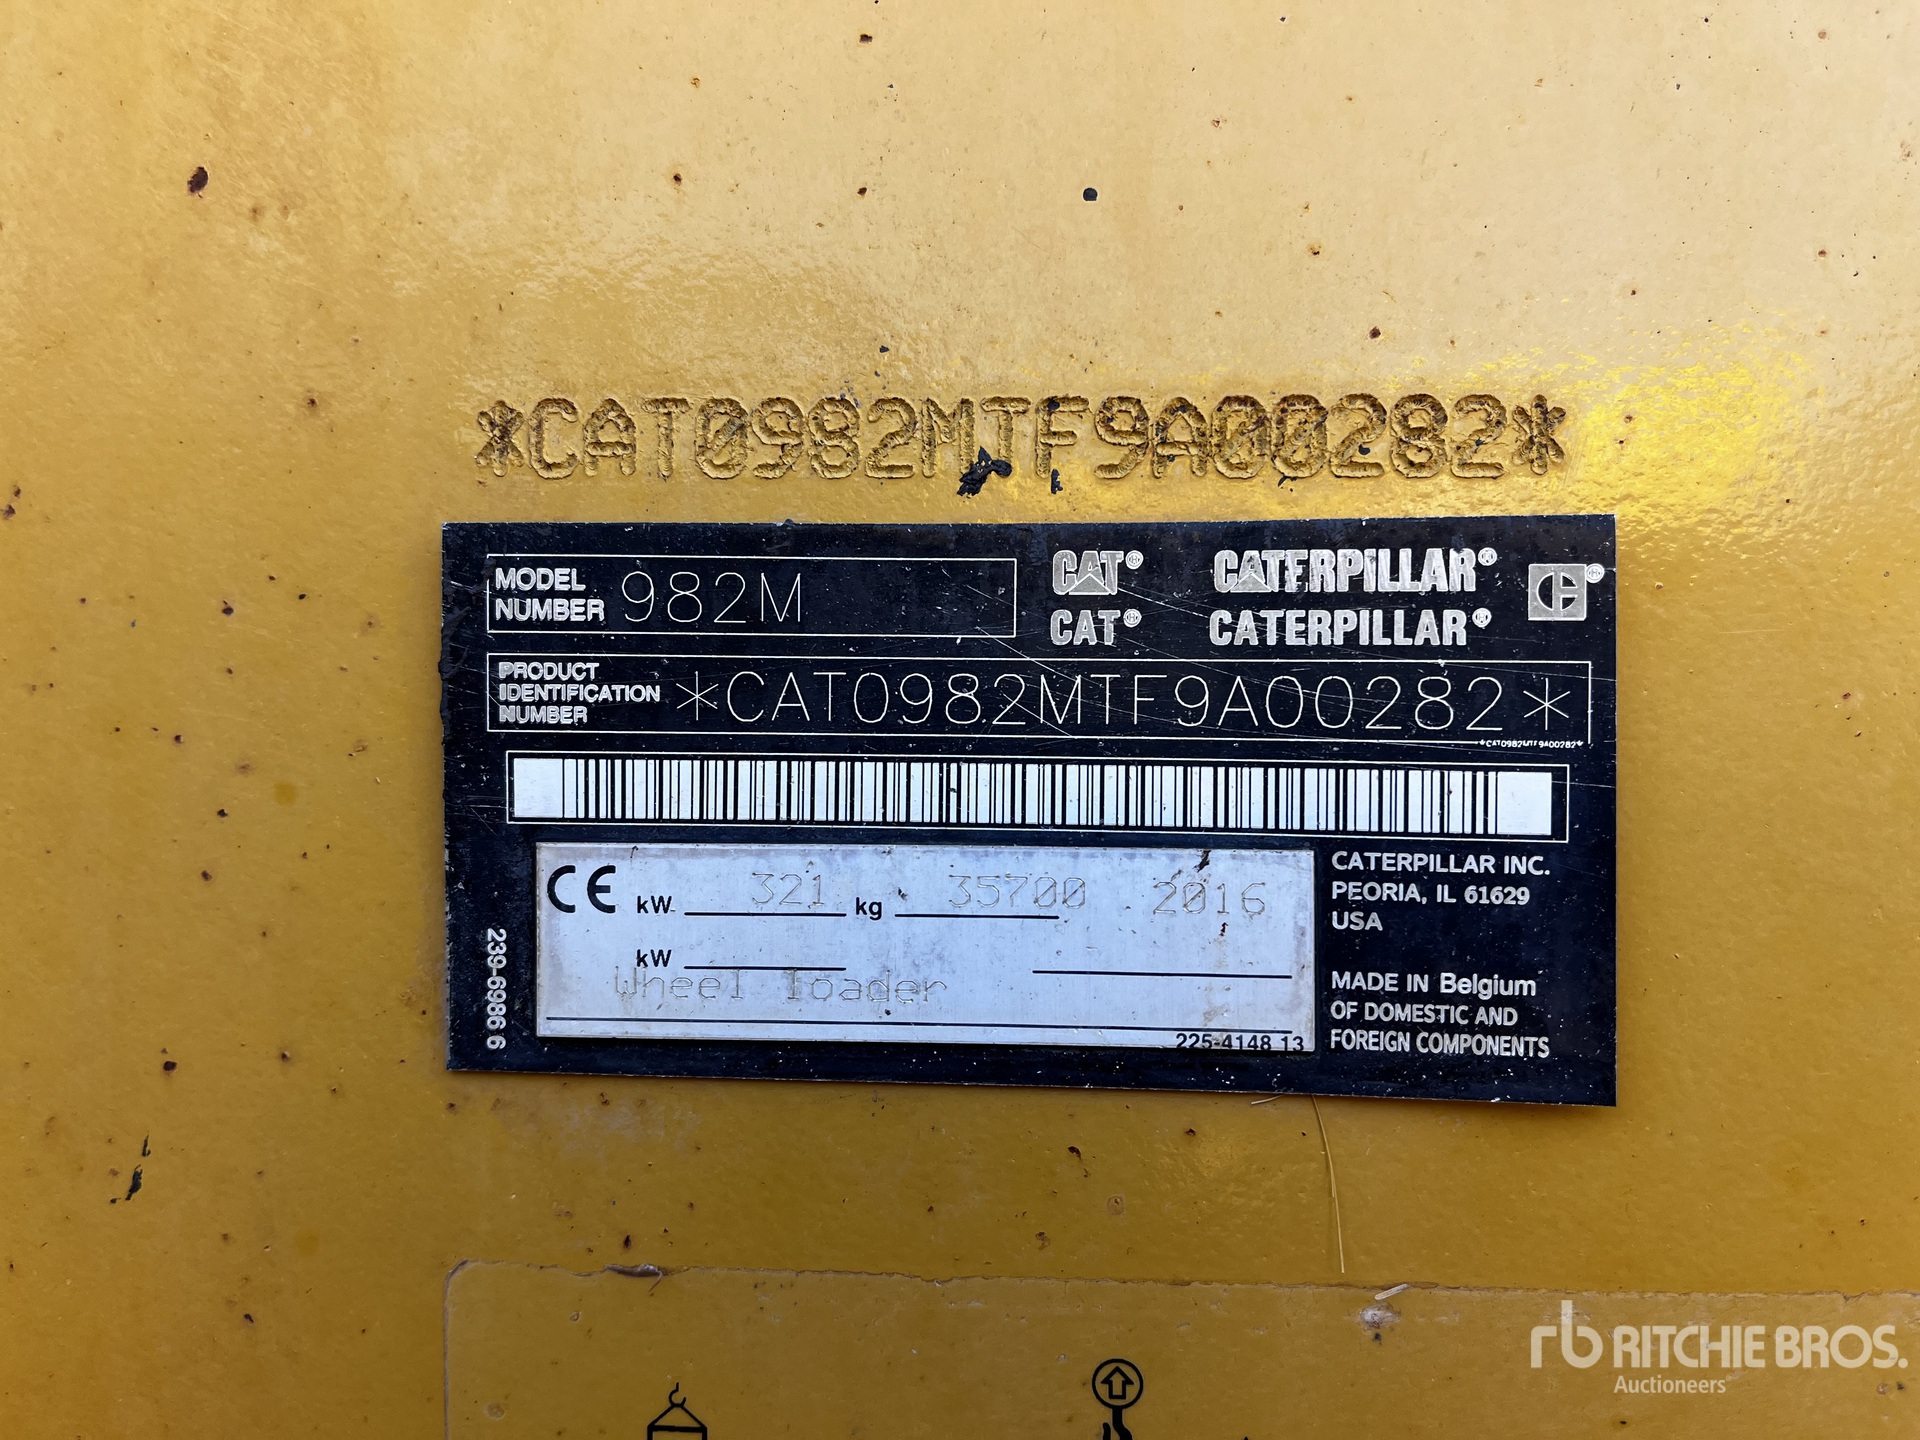 *CAT0982MTF9A00282*
MODEL NUMBER 982M
CAT® CATERPILLAR®
CAT® CATERPILLAR®
PRODUCT IDENTIFICATION NUMBER *CAT0982MTF9A00282*
*CAT0982MTF9A00282*
CE kW 321 kg 35700 2016
kW
Wheel loader
225-4148 13
239-6986 6
CATERPILLAR INC.
PEORIA, IL 61629
USA
MADE IN Belgium
OF DOMESTIC AND
FOREIGN COMPONENTS
rb RITCHIE BROS.
Auctioneers